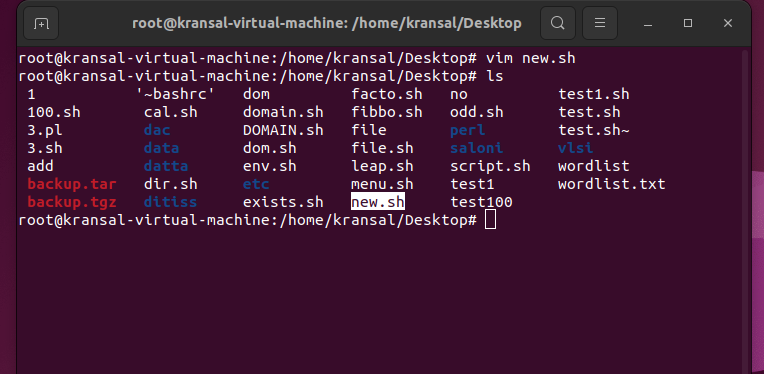 root@kransal-virtual-machine: /home/kransal/Desktop
root@kransal-virtual-machine:/home/kransal/Desktop# vim new.sh
root@kransal-virtual-machine:/home/kransal/Desktop# ls
1 '~bashrc' dom facto.sh no test1.sh
100.sh cal.sh domain.sh fibbo.sh odd.sh test.sh
3.pl dac DOMAIN.sh file perl test.sh~
3.sh data dom.sh file.sh saloni vlsi
add datta env.sh leap.sh script.sh wordlist
backup.tar dir.sh etc menu.sh test1 wordlist.txt
backup.tgz ditiss exists.sh new.sh test100
root@kransal-virtual-machine:/home/kransal/Desktop#